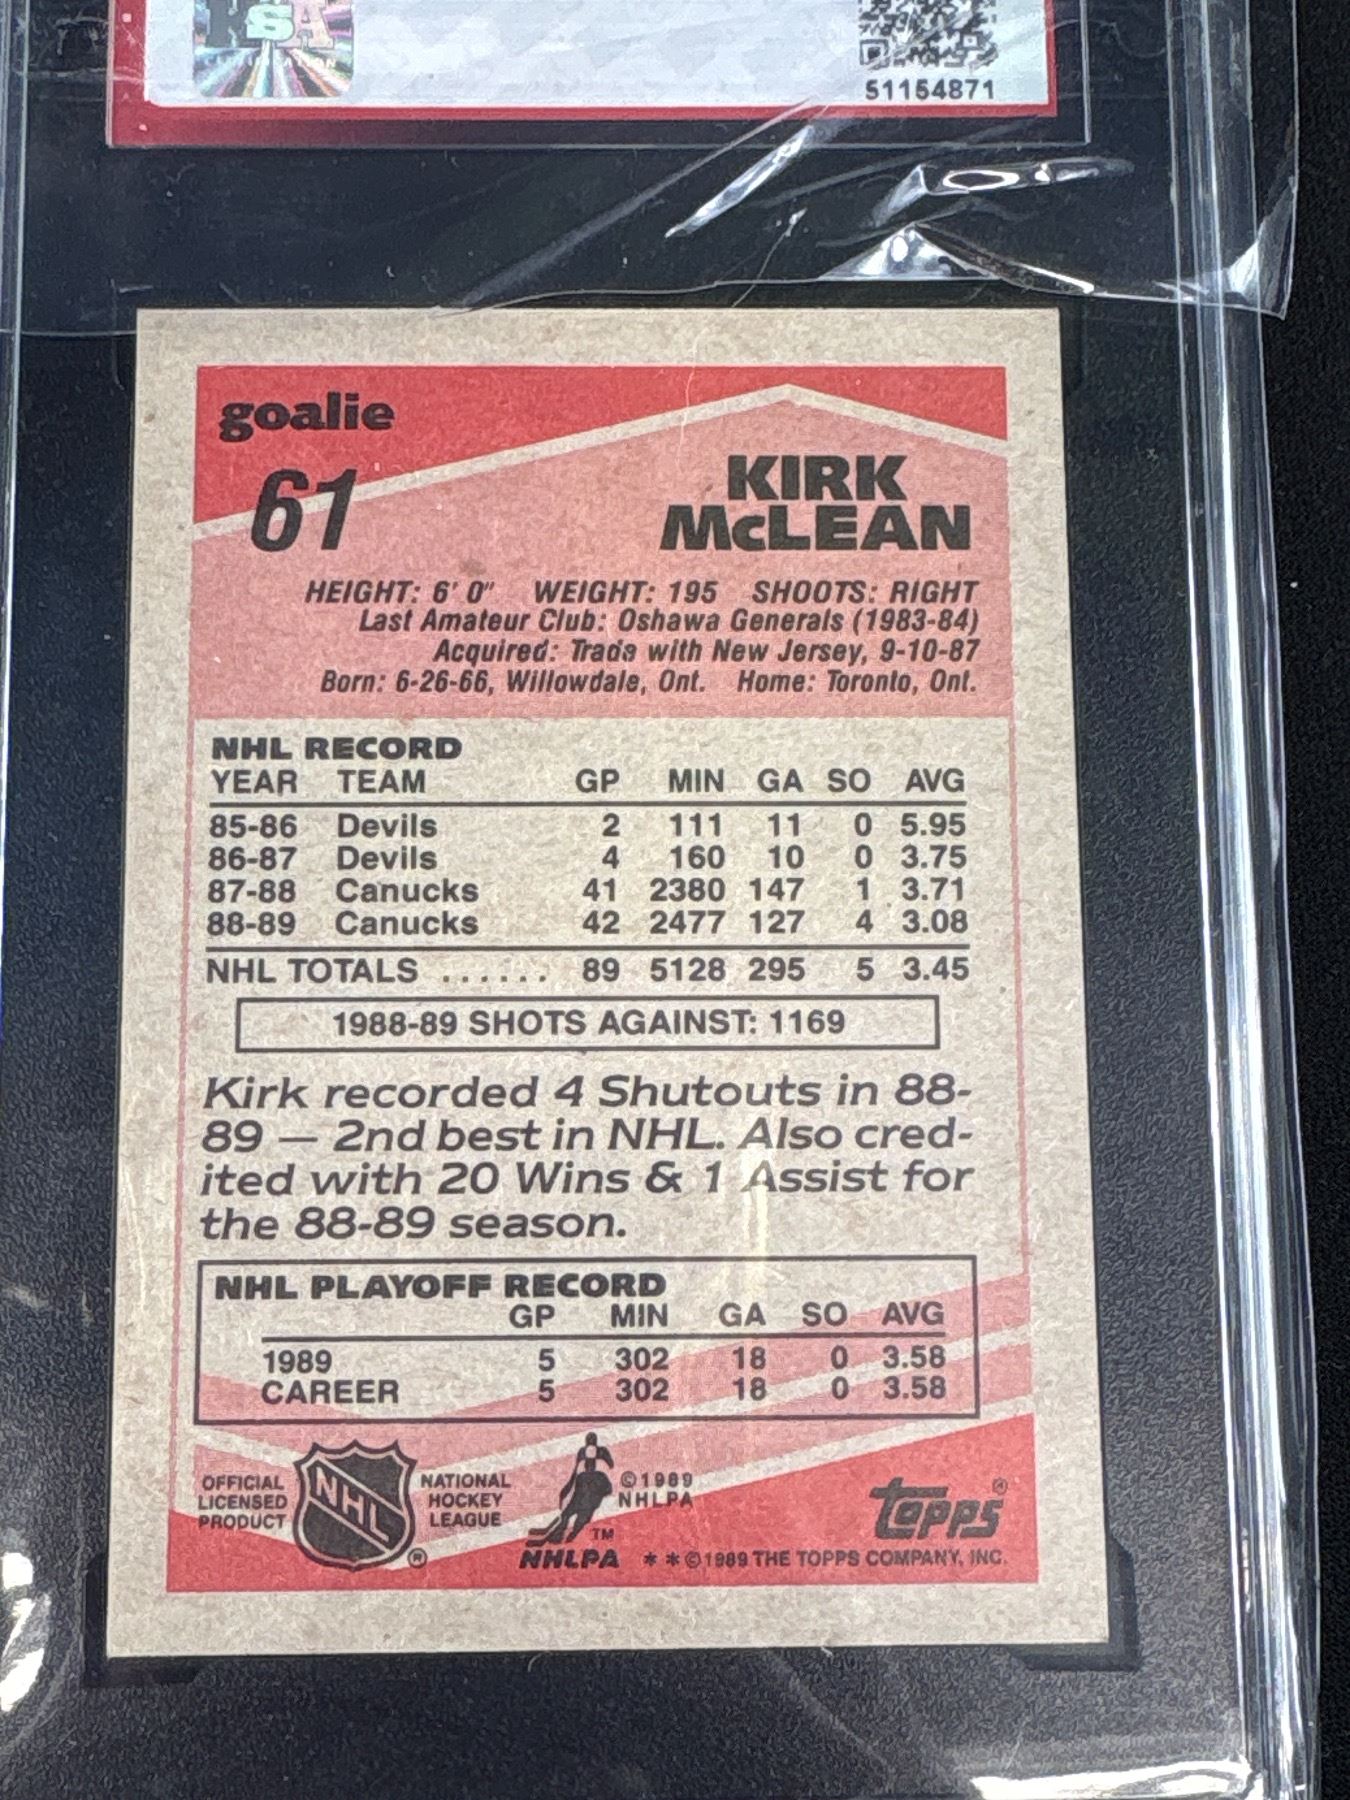 KSA
51154871
goalie
61
KIRK
McLEAN
HEIGHT: 6' 0" WEIGHT: 195 SHOOTS: RIGHT
Last Amateur Club: Oshawa Generals (1983-84)
Acquired: Trade with New Jersey, 9-10-87
Born: 6-26-66, Willowdale, Ont. Home: Toronto, Ont.
NHL RECORD
YEAR TEAM GP MIN GA SO AVG
85-86 Devils 2 111 11 0 5.95
86-87 Devils 4 160 10 0 3.75
87-88 Canucks 41 2380 147 1 3.71
88-89 Canucks 42 2477 127 4 3.08
NHL TOTALS ...... 89 5128 295 5 3.45
1988-89 SHOTS AGAINST: 1169
Kirk recorded 4 Shutouts in 88-
89 — 2nd best in NHL. Also cred-
ited with 20 Wins & 1 Assist for
the 88-89 season.
NHL PLAYOFF RECORD
GP MIN GA SO AVG
1989 5 302 18 0 3.58
CAREER 5 302 18 0 3.58
OFFICIAL
LICENSED
PRODUCT
NHL
®
NATIONAL
HOCKEY
LEAGUE
TM
NHLPA
©1989
NHLPA
topps®
* * ©1989 THE TOPPS COMPANY, INC.